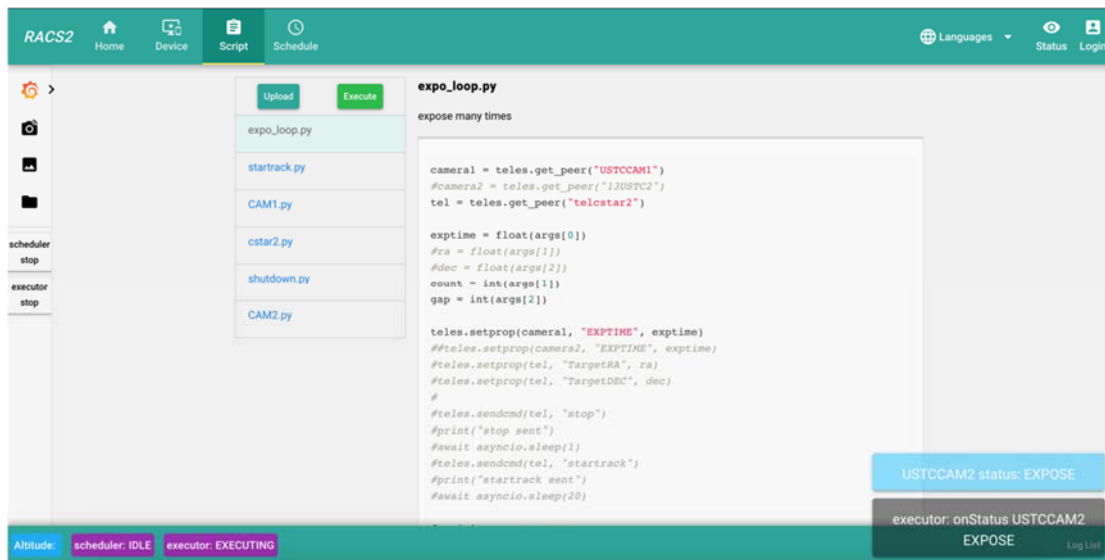 RACS2
Home
Device
Script
Schedule
Languages
Status
Login
Upload
Execute
expo_loop.py
startrack.py
CAM1.py
cstar2.py
shutdown.py
CAM2.py
scheduler
stop
executor
stop
expo_loop.py
expose many times
camera1 = teles.get_peer("USTCCAM1")
#camera2 = teles.get_peer("13USTC2")
tel = teles.get_peer("telcstar2")
exptime = float(args[0])
#ra = float(args[1])
#dec = float(args[2])
count = int(args[1])
gap = int(args[2])
teles.setprop(camera1, "EXPTIME", exptime)
##teles.setprop(camera2, "EXPTIME", exptime)
#teles.setprop(tel, "TargetRA", ra)
#teles.setprop(tel, "TargetDEC", dec)
#
#teles.sendcmd(tel, "stop")
#print("stop sent")
#await asyncio.sleep(1)
#teles.sendcmd(tel, "startrack")
#print("startrack sent")
#await asyncio.sleep(20)
USTCCAM2 status: EXPOSE
executor: onStatus USTCCAM2
EXPOSE
Altitude:
scheduler: IDLE
executor: EXECUTING
Log List